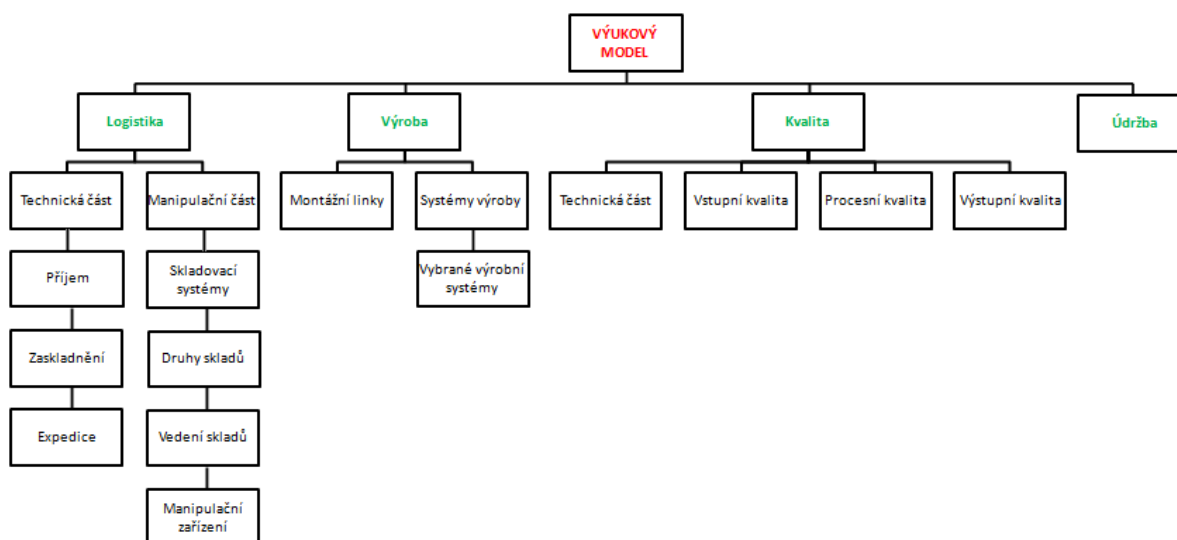 VÝUKOVÝ
MODEL
Logistika
Výroba
Kvalita
Údržba
Technická část
Manipulační část
Montážní linky
Systémy výroby
Technická část
Vstupní kvalita
Procesní kvalita
Výstupní kvalita
Příjem
Skladovací
systémy
Vybrané výrobní
systémy
Zaskladnění
Druhy skladů
Expedice
Vedení skladů
Manipulační
zařízení